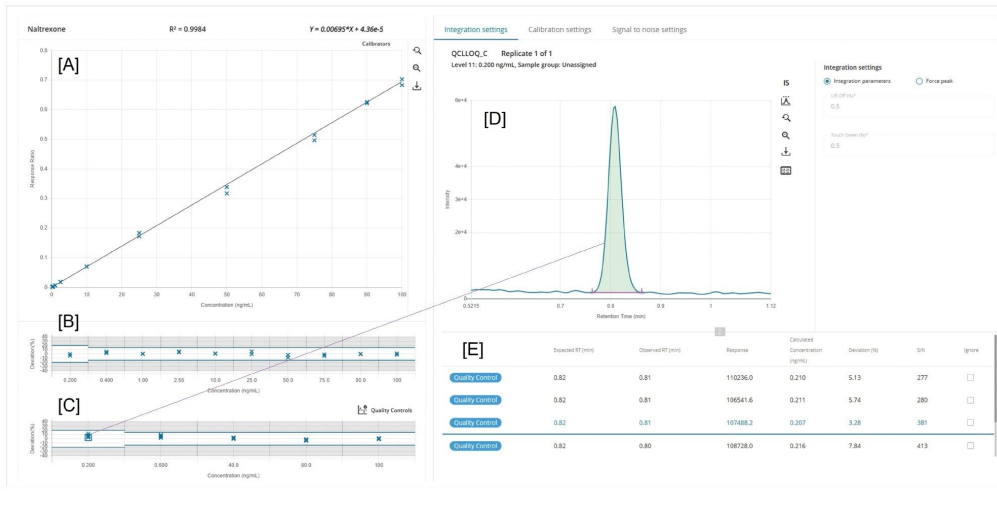 Naltrexone R² = 0.9984 Y = 0.00695*X + 4.36e-5
Calibrators
[A]
0.8
0.7
0.6
0.5
0.4
0.3
0.2
0.1
0
Response Ratio
0 10 20 30 40 50 60 70 80 90 100
Concentration (ng/mL)
[B]
Deviation(%)
0.200 0.400 1.00 2.50 10.0 25.0 50.0 75.0 90.0 100
Concentration (ng/mL)
[C]
Quality Controls
Deviation(%)
0.200 0.600 40.0 80.0 100
Concentration (ng/mL)
Integration settings Calibration settings Signal to noise settings
QCLLOQ_C Replicate 1 of 1
Level 11: 0.200 ng/mL, Sample group: Unassigned
IS
[D]
6e+4
4e+4
2e+4
0
Intensity
0.5215 0.7 0.8 0.9 1 1.12
Retention Time (min)
Integration settings
Integration parameters Force peak
Lift Off (%)*
0.5
Touch Down (%)*
0.5
[E]
Expected RT (min) Observed RT (min) Response Calculated Concentration (ng/mL) Deviation (%) S/N Ignore
Quality Control 0.82 0.81 110236.0 0.210 5.13 277
Quality Control 0.82 0.81 106541.6 0.211 5.74 280
Quality Control 0.82 0.81 107488.2 0.207 3.28 381
Quality Control 0.82 0.80 108728.0 0.216 7.84 413